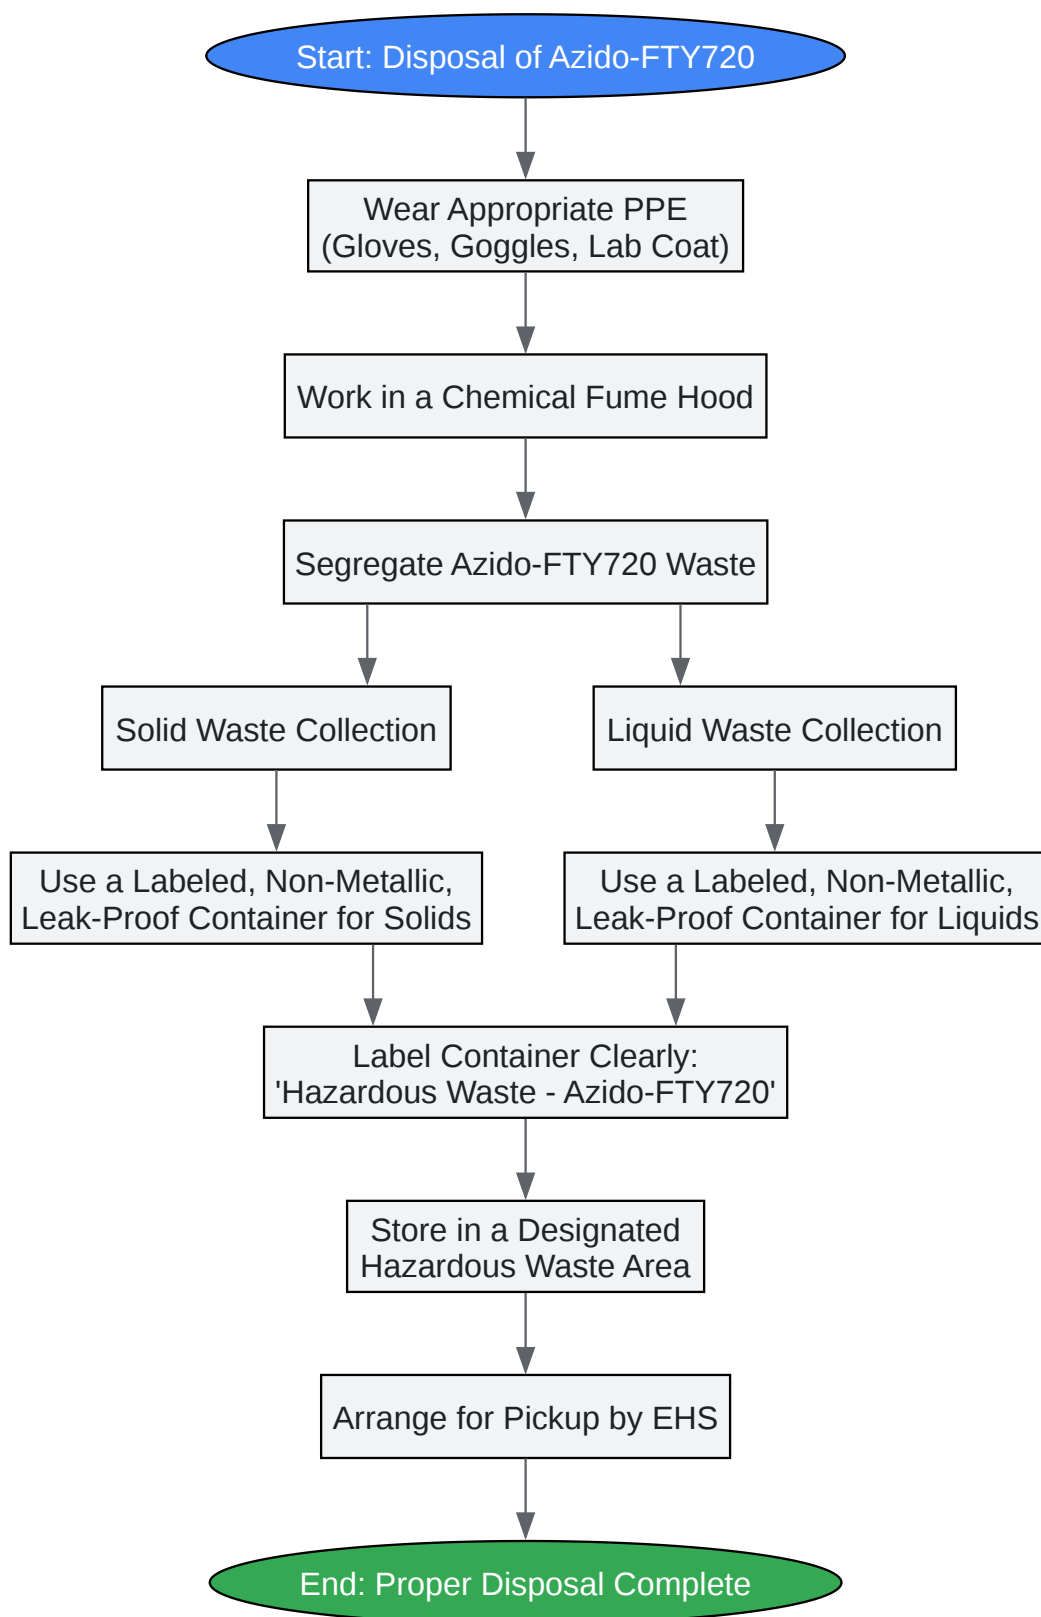 Start: Disposal of Azido-FTY720
Wear Appropriate PPE
(Gloves, Goggles, Lab Coat)
Work in a Chemical Fume Hood
Segregate Azido-FTY720 Waste
Solid Waste Collection
Liquid Waste Collection
Use a Labeled, Non-Metallic,
Leak-Proof Container for Solids
Use a Labeled, Non-Metallic,
Leak-Proof Container for Liquids
Label Container Clearly:
'Hazardous Waste - Azido-FTY720'
Store in a Designated
Hazardous Waste Area
Arrange for Pickup by EHS
End: Proper Disposal Complete